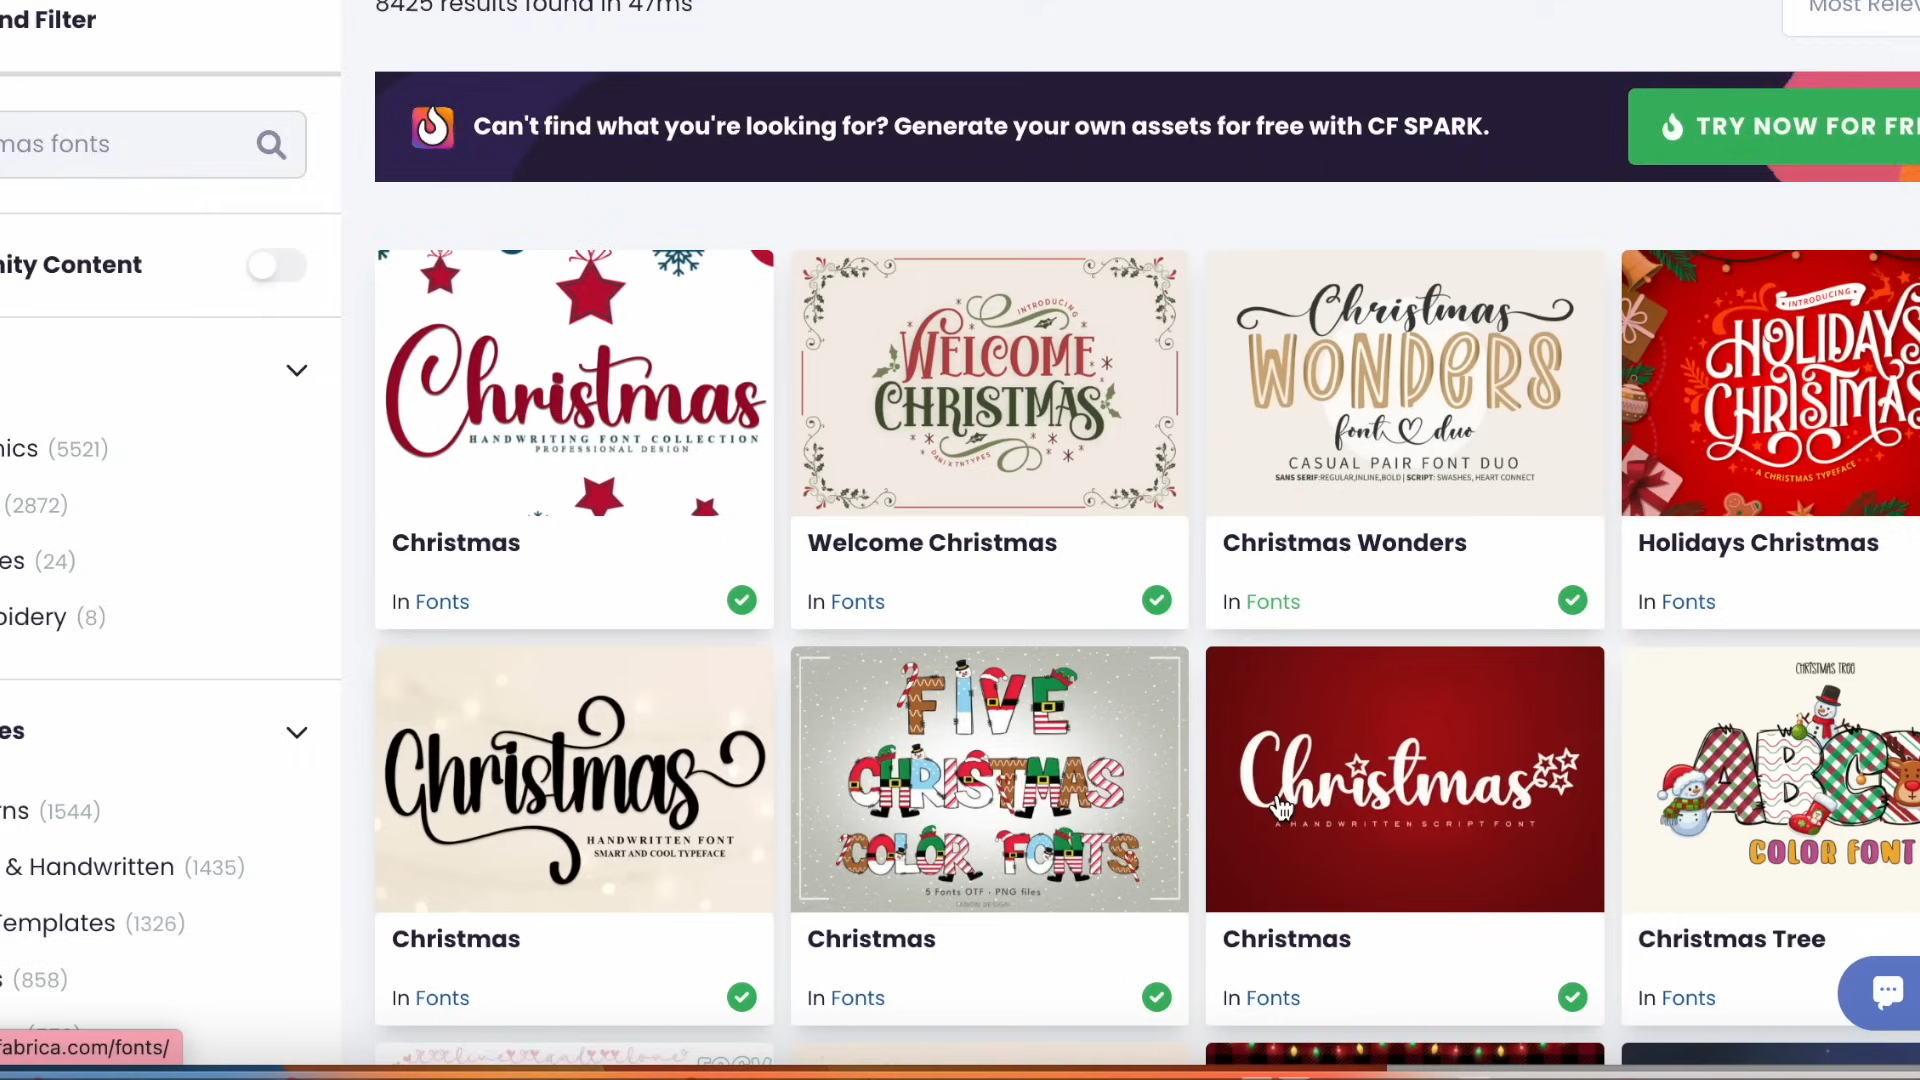 nd Filter
8425 results found in 47ms
Most Relev
mas fonts
Can't find what you're looking for? Generate your own assets for free with CF SPARK.
TRY NOW FOR FRE
ity Content
nics (5521)
(2872)
es (24)
oidery (8)
es
rns (1544)
& Handwritten (1435)
Templates (1326)
s (858)
fabrica.com/fonts/
Christmas
HANDWRITING FONT COLLECTION
PROFESSIONAL DESIGN
Christmas
In Fonts
INTRODUCING
WELCOME
CHRISTMAS
Welcome Christmas
In Fonts
Christmas
WONDERS
font duo
CASUAL PAIR FONT DUO
SANS SERIF:REGULAR,INLINE,BOLD | SCRIPT: SWASHES, HEART CONNECT
Christmas Wonders
In Fonts
INTRODUCING
HOLIDAYS
CHRISTMAS
A CHRISTMAS TYPEFACE
Holidays Christmas
In Fonts
Christmas
HANDWRITTEN FONT
SMART AND COOL TYPEFACE
Christmas
In Fonts
FIVE
CHRISTMAS
COLOR FONTS
5 Fonts OTF - PNG files
Christmas
In Fonts
Christmas
A HANDWRITTEN SCRIPT FONT
Christmas
In Fonts
CHRISTMAS TREE
ABC
COLOR FONT
Christmas Tree
In Fonts